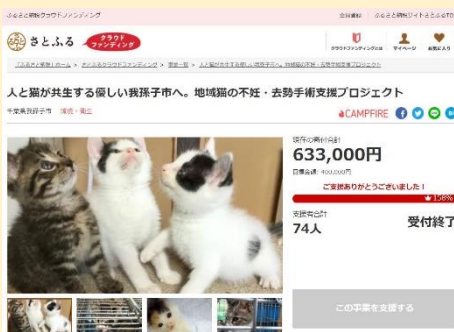 ふるさと納税クラウドファンディング
さとふる クラウドファンディング
マイページ
人と猫が共生する優しい我孫子市へ。地域猫の不妊・去勢手術支援プロジェクト
千葉県我孫子市
CAMPFIRE
現在の寄付合計
633,000円
目標金額: 400,000円
ご支援ありがとうございました！
158%
支援者合計
74人
受付終了
この事業を支援する